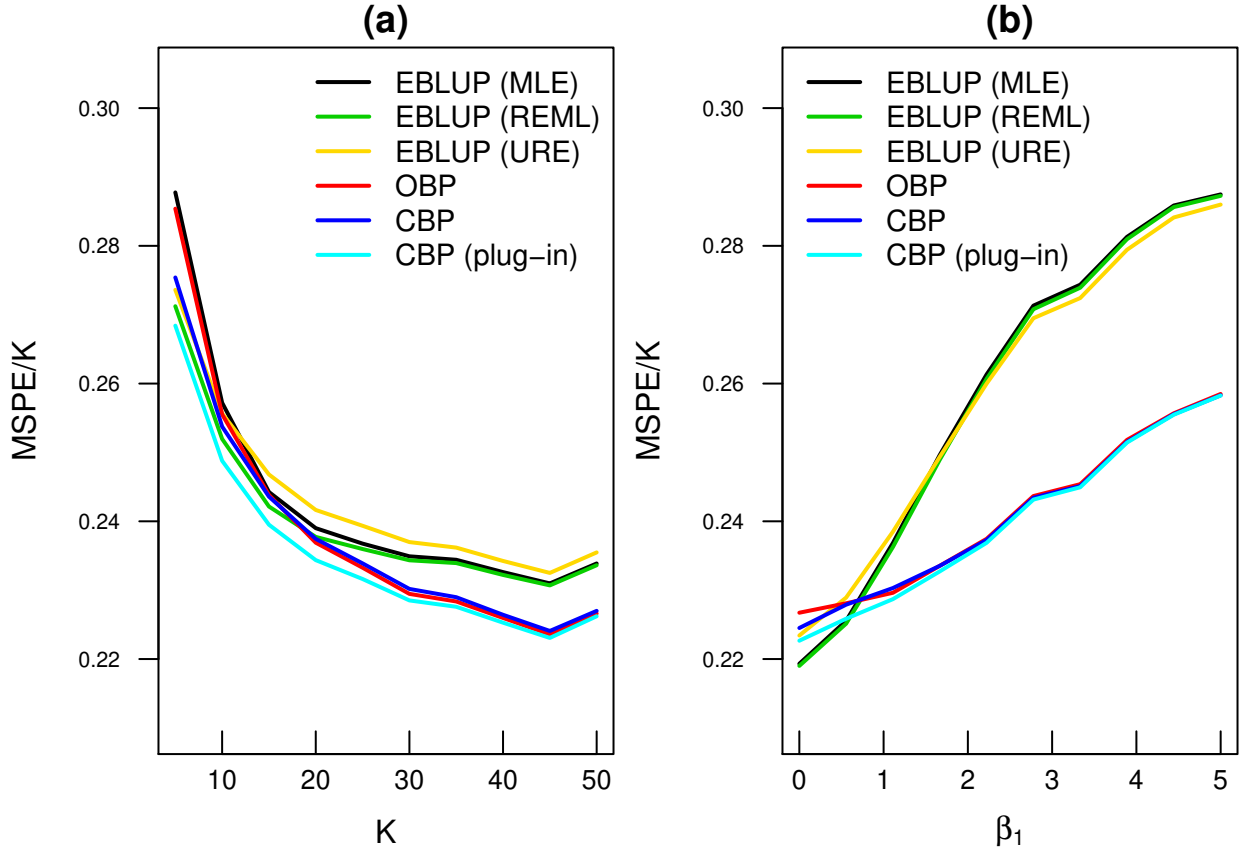 (a)
MSPE/K
0.30
0.28
0.26
0.24
0.22
EBLUP (MLE)
EBLUP (REML)
EBLUP (URE)
OBP
CBP
CBP (plug−in)
10 20 30 40 50
K
(b)
MSPE/K
0.30
0.28
0.26
0.24
0.22
EBLUP (MLE)
EBLUP (REML)
EBLUP (URE)
OBP
CBP
CBP (plug−in)
0 1 2 3 4 5
β₁